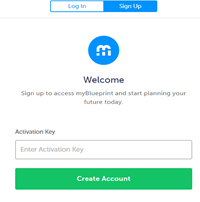 Log In Sign Up
m
Welcome
Sign up to access myBlueprint and start planning your
future today.
Activation Key
Enter Activation Key
Create Account